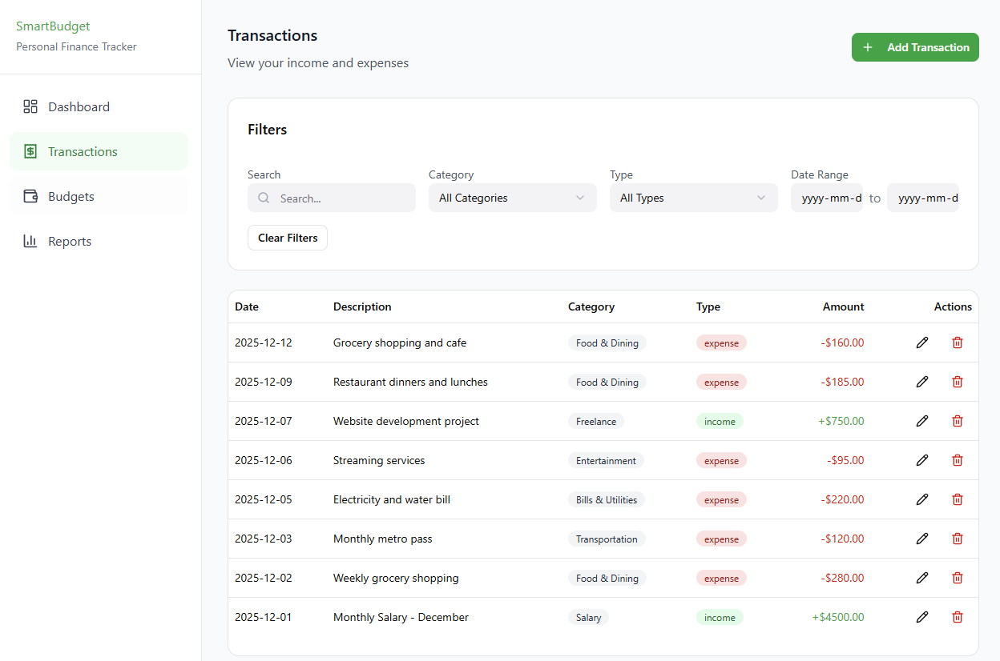 SmartBudget
Personal Finance Tracker
Dashboard
Transactions
Budgets
Reports
Transactions
View your income and expenses
Add Transaction
Filters
Search Category Type Date Range
Search... All Categories All Types yyyy-mm-d to yyyy-mm-d
Clear Filters
Date Description Category Type Amount Actions
2025-12-12 Grocery shopping and cafe Food & Dining expense -$160.00
2025-12-09 Restaurant dinners and lunches Food & Dining expense -$185.00
2025-12-07 Website development project Freelance income +$750.00
2025-12-06 Streaming services Entertainment expense -$95.00
2025-12-05 Electricity and water bill Bills & Utilities expense -$220.00
2025-12-03 Monthly metro pass Transportation expense -$120.00
2025-12-02 Weekly grocery shopping Food & Dining expense -$280.00
2025-12-01 Monthly Salary - December Salary income +$4500.00